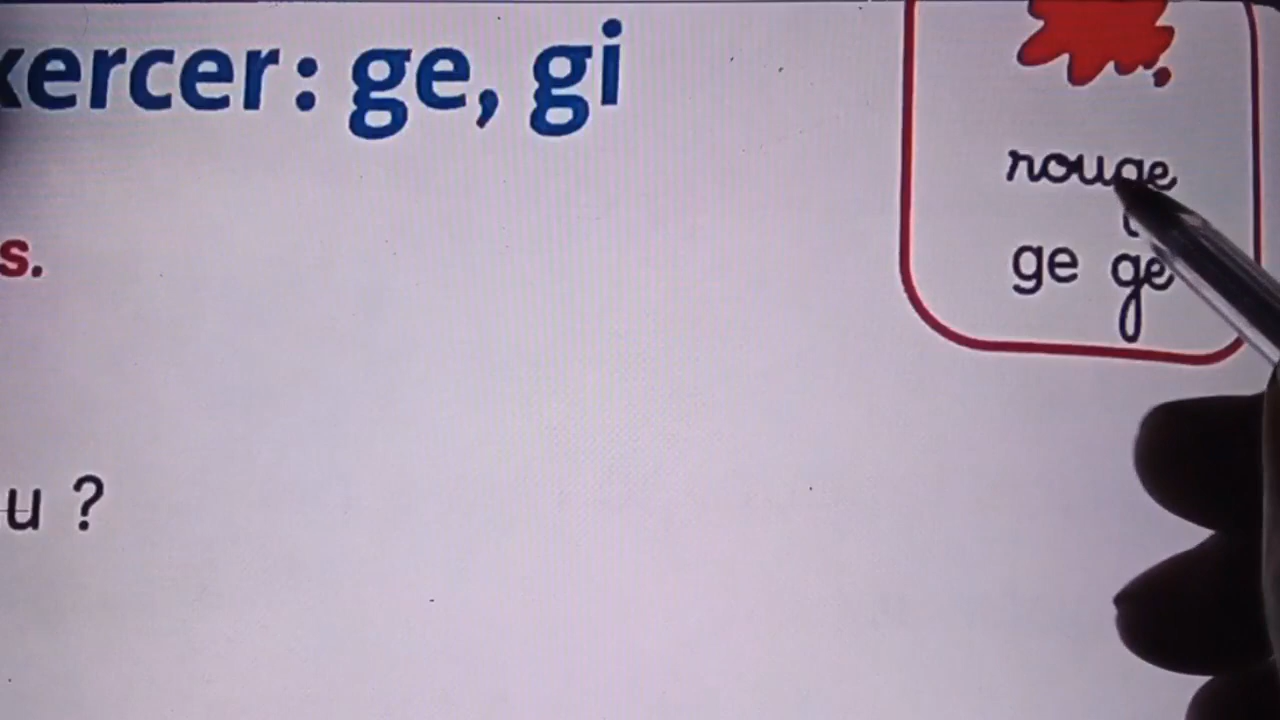 xercer : ge, gi
rouge
s.
ge ge
u ?